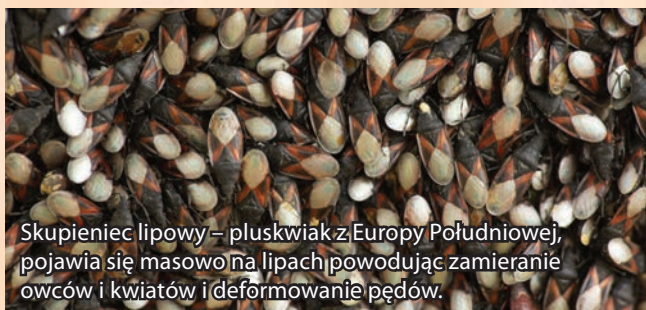 Skupieniec lipowy – pluskwiak z Europy Południowej,
pojawia się masowo na lipach powodując zamieranie
owców i kwiatów i deformowanie pędów.